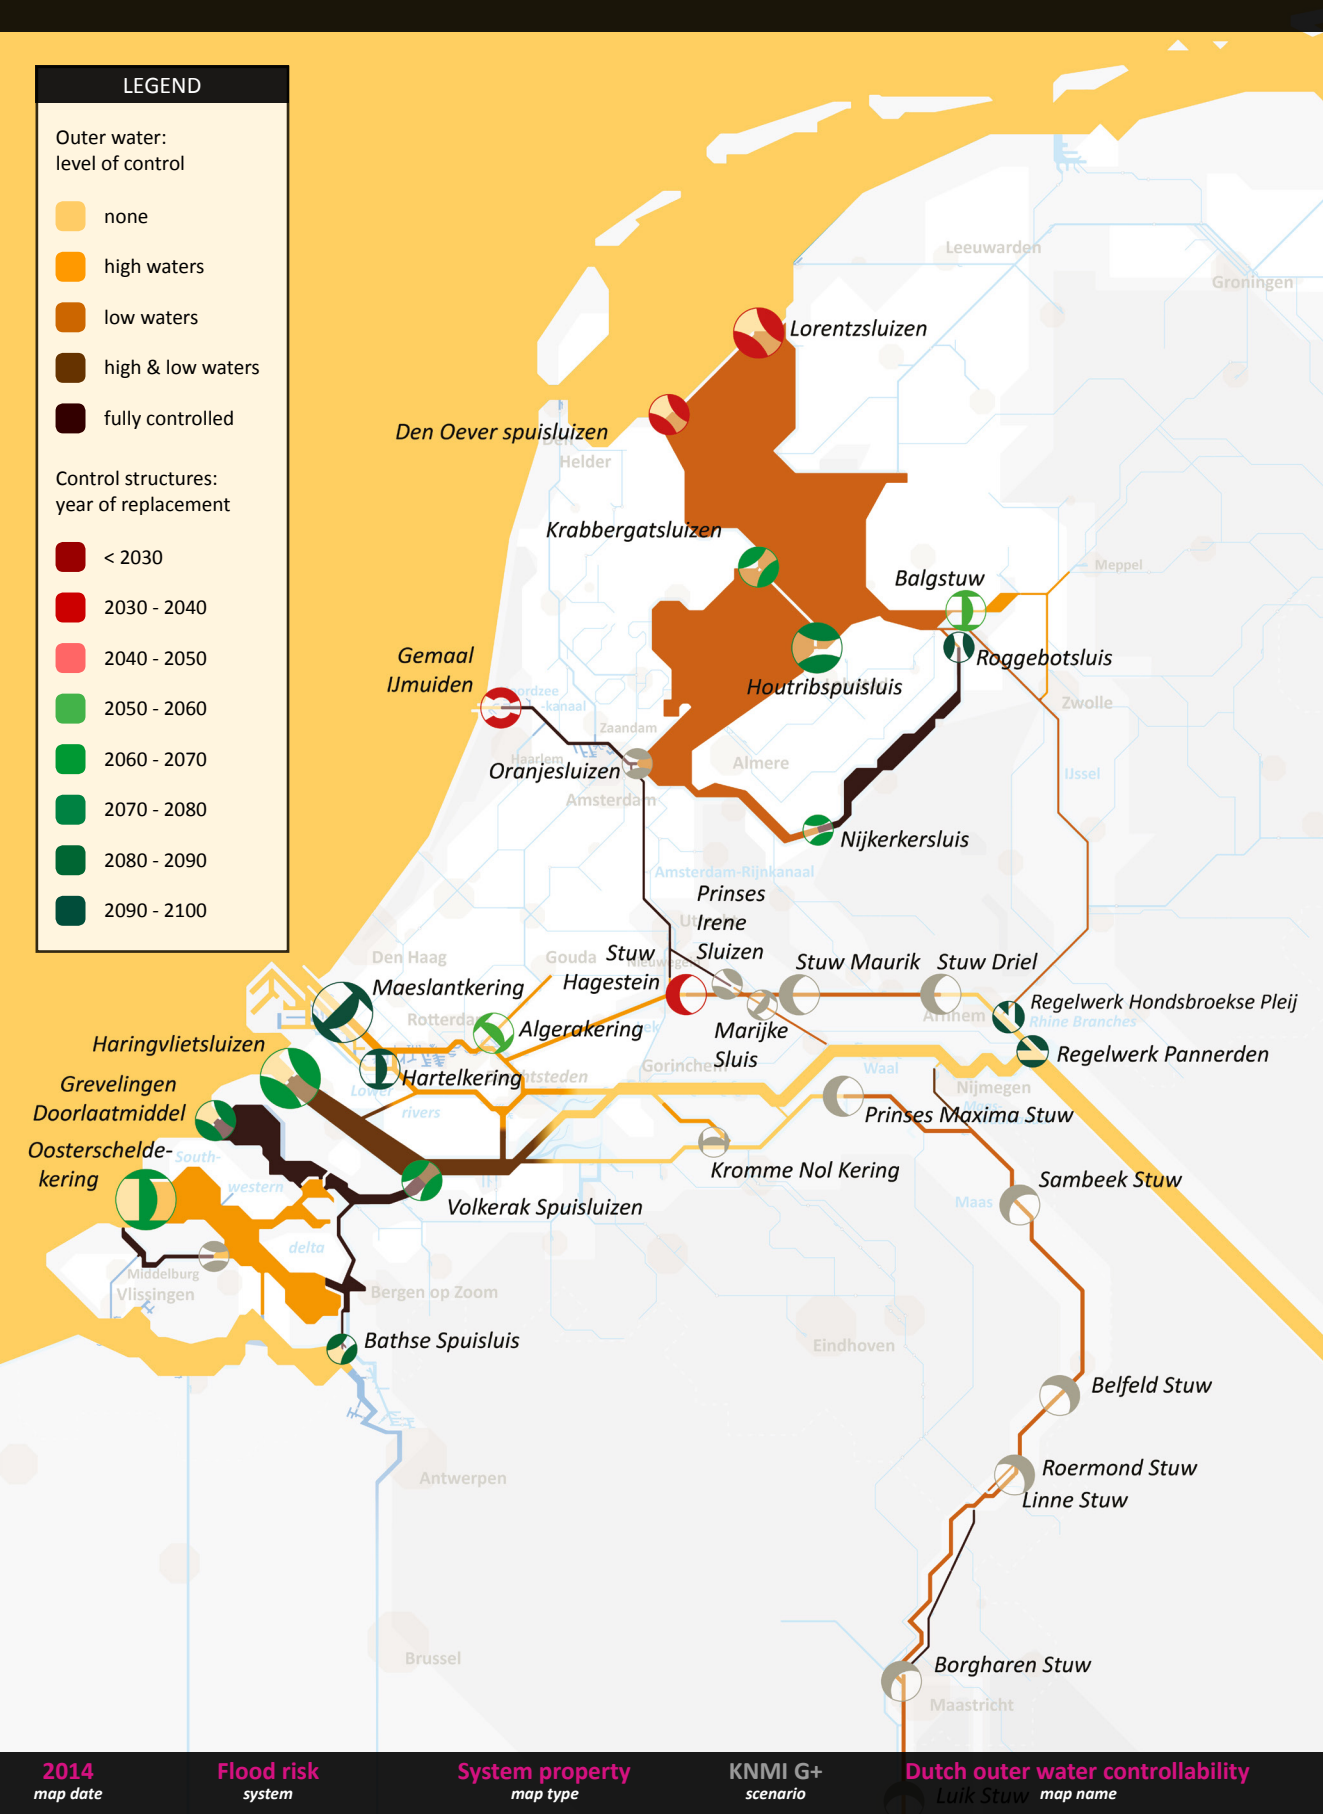 LEGEND
Outer water:
level of control
none
high waters
low waters
high & low waters
fully controlled
Control structures:
year of replacement
< 2030
2030 - 2040
2040 - 2050
2050 - 2060
2060 - 2070
2070 - 2080
2080 - 2090
2090 - 2100
Leeuwarden
Groningen
Lorentzsluizen
Den Oever spuisluizen
Den
Helder
Krabbergatsluizen
Meppel
Balgstuw
Roggebotsluis
Gemaal
IJmuiden
Houtribspuisluis
Zwolle
-kanaal
Zaandam
Haarlem
Oranjesluizen
Almere
IJssel
Amsterdam
Nijkerkersluis
Amsterdam-Rijnkanaal
Prinses
Irene
Sluizen
Utrecht
Den Haag
Gouda
Stuw
Hagestein
Nieuwegein
Stuw Maurik
Stuw Driel
Maeslantkering
Regelwerk Hondsbroekse Pleij
Rotterdam
Algerakering
Arnhem
Rhine Branches
Marijke
Sluis
Haringvlietsluizen
Regelwerk Pannerden
Gorinchem
Waal
Hartelkering
Grevelingen
Doorlaatmiddel
Lower
rivers
Nijmegen
Prinses Maxima Stuw
Oosterschelde-
kering
South-
western
delta
Kromme Nol Kering
Sambeek Stuw
Maas
Volkerak Spuisluizen
Middelburg
Vlissingen
Bergen op Zoom
Bathse Spuisluis
Eindhoven
Belfeld Stuw
Antwerpen
Roermond Stuw
Linne Stuw
Brussel
Borgharen Stuw
Maastricht
2014
map date
Flood risk
system
System property
map type
KNMI G+
scenario
Dutch outer water controllability
map name
Luik Stuw